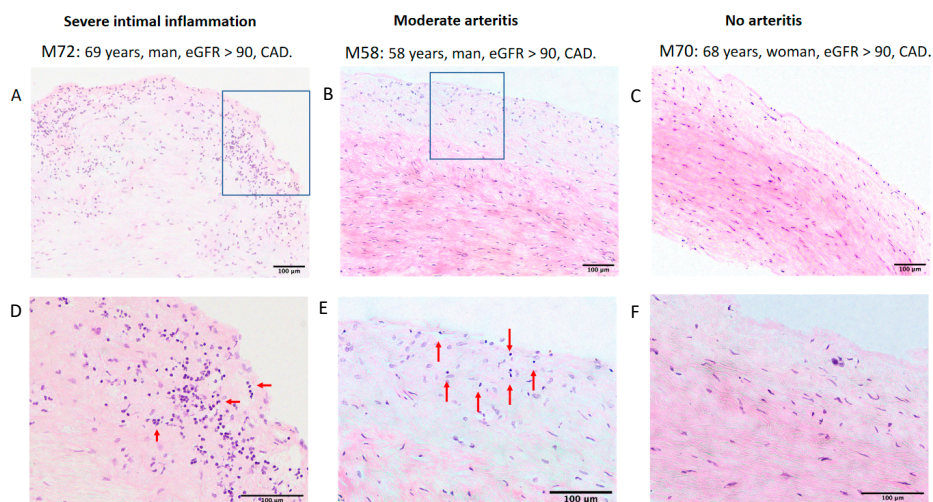 Severe intimal inflammation
Moderate arteritis
No arteritis
M72: 69 years, man, eGFR > 90, CAD.
M58: 58 years, man, eGFR > 90, CAD.
M70: 68 years, woman, eGFR > 90, CAD.
A
B
C
100 µm
100 µm
100 µm
D
E
F
100 µm
100 µm
100 µm